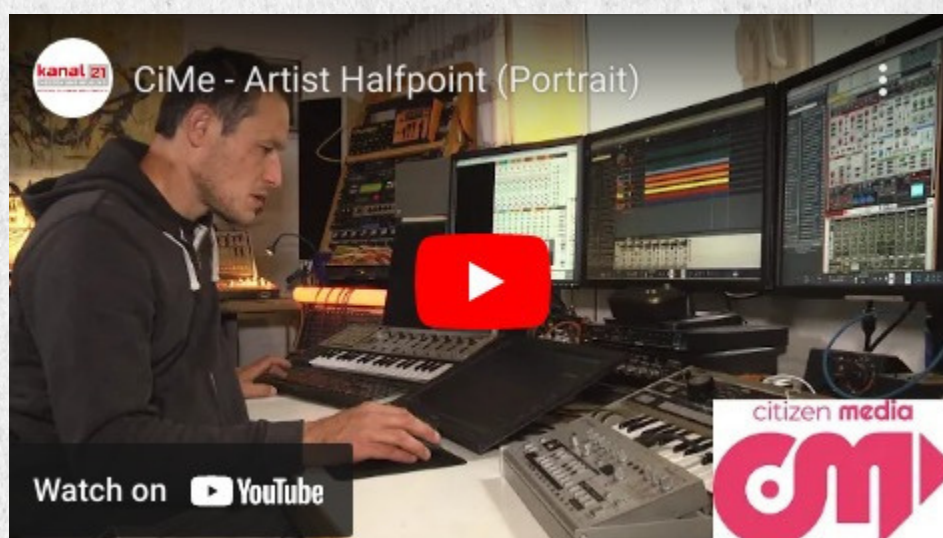 kanal 21
CiMe - Artist Halfpoint (Portrait)
citizen media
Watch on YouTube